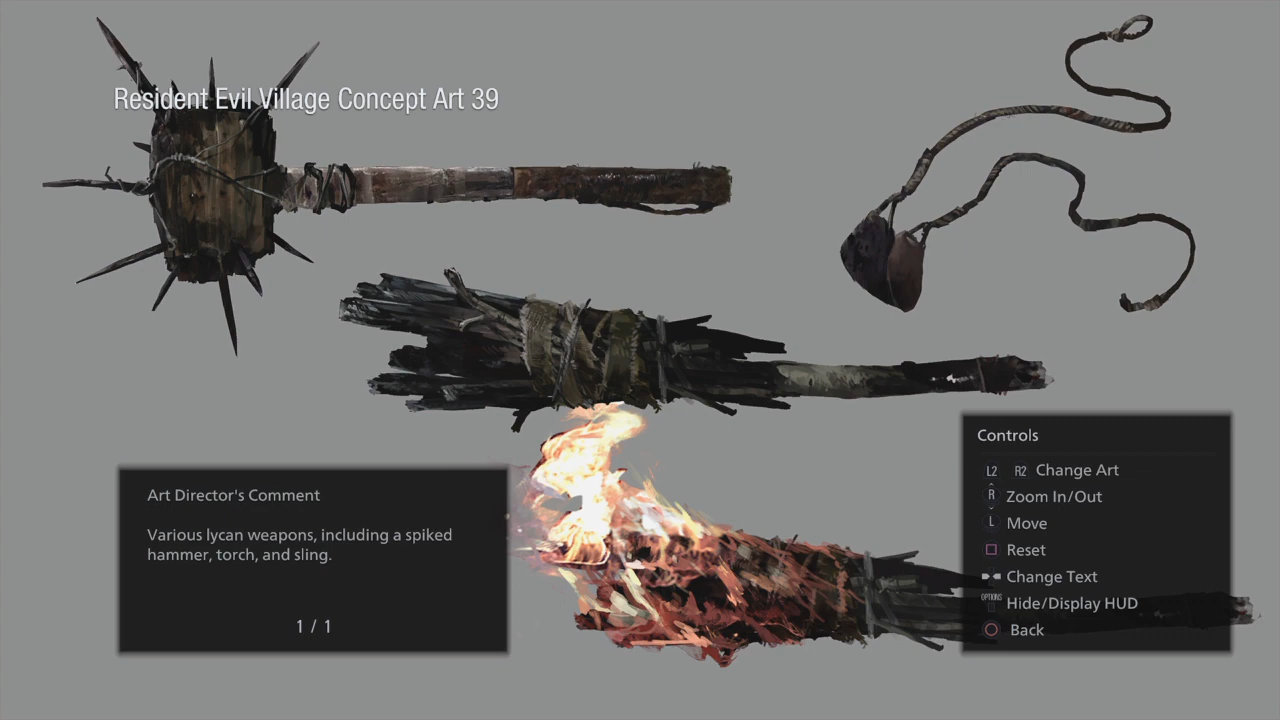 Resident Evil Village Concept Art 39
Controls
L2 R2 Change Art
R Zoom In/Out
L Move
Reset
Change Text
OPTIONS Hide/Display HUD
Back
Art Director's Comment
Various lycan weapons, including a spiked
hammer, torch, and sling.
1 / 1